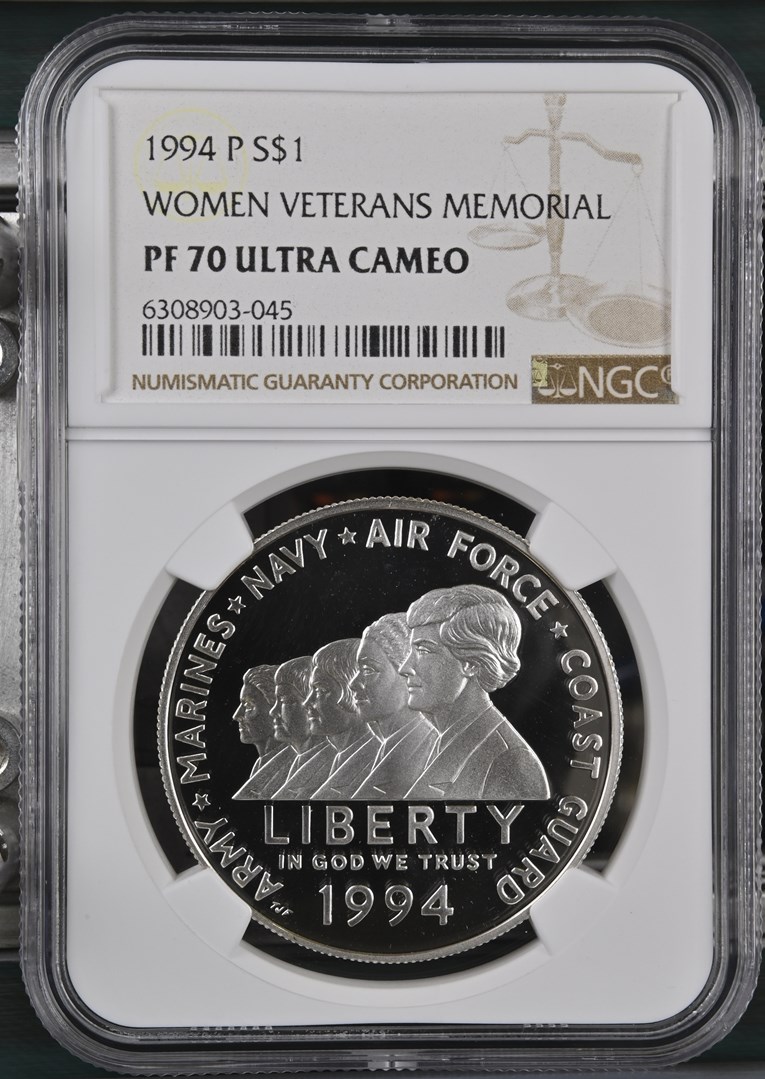 1994 P S$1
WOMEN VETERANS MEMORIAL
PF 70 ULTRA CAMEO
6308903-045
NUMISMATIC GUARANTY CORPORATION
NGC®
ARMY ★ MARINES ★ NAVY ★ AIR FORCE ★ COAST GUARD
LIBERTY
IN GOD WE TRUST
1994
TJF